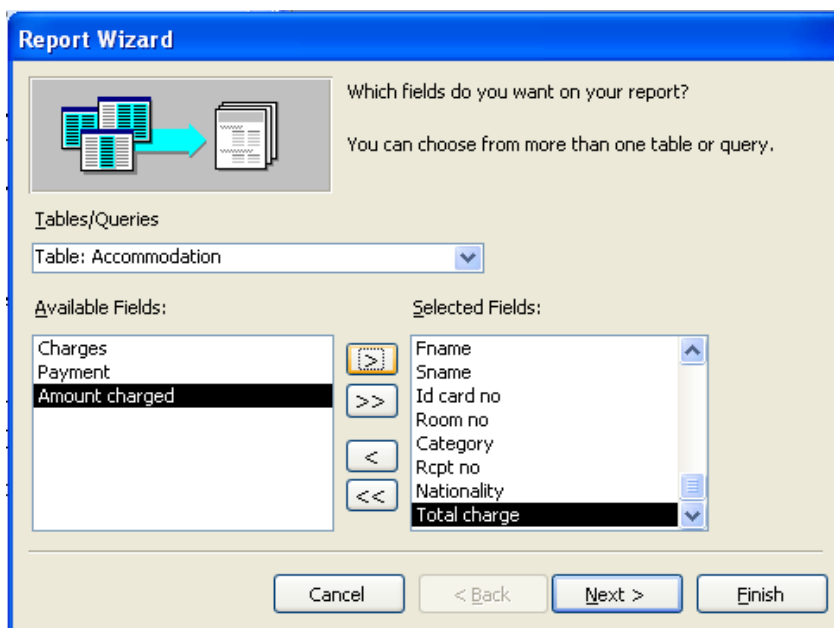 Report Wizard
Which fields do you want on your report?
You can choose from more than one table or query.
Tables/Queries
Table: Accommodation
Available Fields:
Charges
Payment
Amount charged
>
>>
<
<<
Selected Fields:
Fname
Sname
Id card no
Room no
Category
Rcpt no
Nationality
Total charge
Cancel
< Back
Next >
Finish